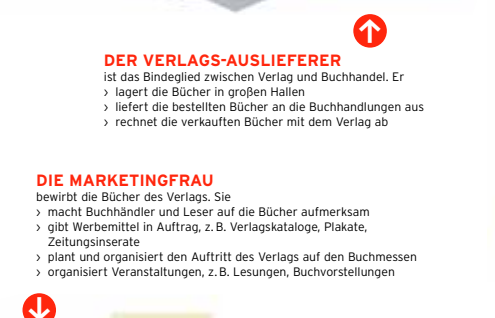 DER VERLAGS-AUSLIEFERER
ist das Bindeglied zwischen Verlag und Buchhandel. Er
› lagert die Bücher in großen Hallen
› liefert die bestellten Bücher an die Buchhandlungen aus
› rechnet die verkauften Bücher mit dem Verlag ab
DIE MARKETINGFRAU
bewirbt die Bücher des Verlags. Sie
› macht Buchhändler und Leser auf die Bücher aufmerksam
› gibt Werbemittel in Auftrag, z. B. Verlagskataloge, Plakate,
Zeitungsinserate
› plant und organisiert den Auftritt des Verlags auf den Buchmessen
› organisiert Veranstaltungen, z. B. Lesungen, Buchvorstellungen